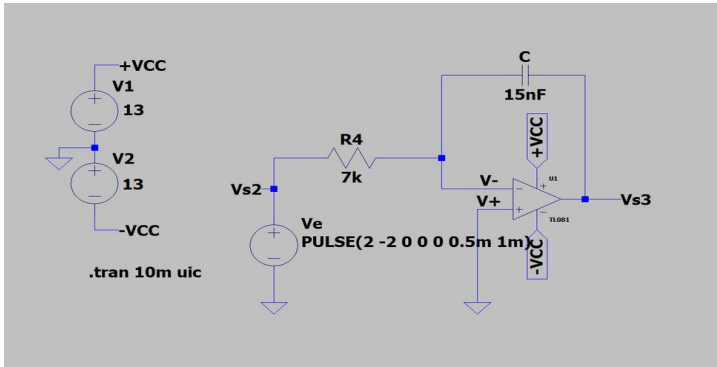 +VCC
V1
13
V2
13
-VCC
.tran 10m uic
Vs2
R4
7k
Ve
PULSE(2 -2 0 0 0 0.5m 1m)
C
15nF
+VCC
U1
V-
V+
TL081
-VCC
Vs3